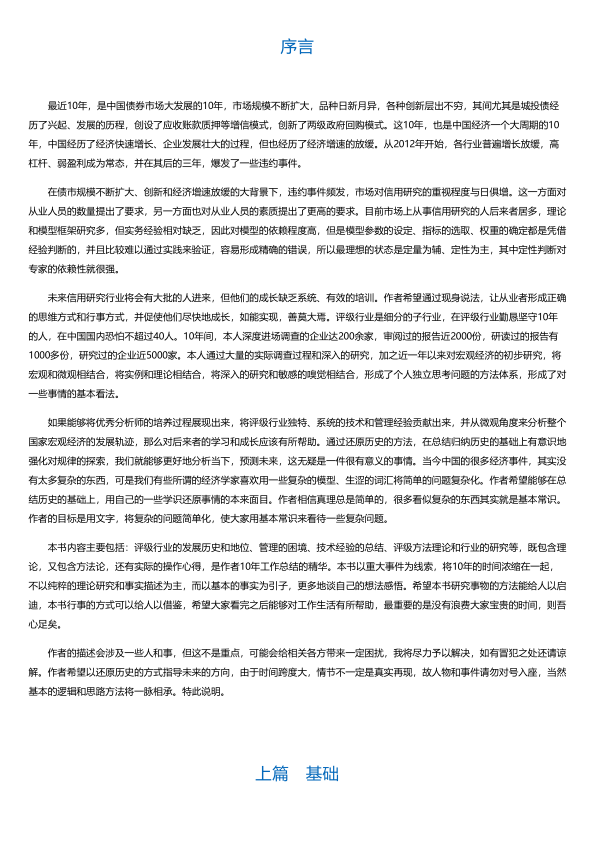 序言
最近10年，是中国债券市场大发展的10年，市场规模不断扩大，品种日新月异，各种创新层出不穷，其间尤其是城投债经
历了兴起、发展的历程，创设了应收账款质押等增信模式，创新了两级政府回购模式。这10年，也是中国经济一个大周期的10
年，中国经历了经济快速增长、企业发展壮大的过程，但也经历了经济增速的放缓。从2012年开始，各行业普遍增长放缓，高
杠杆、弱盈利成为常态，并在其后的三年，爆发了一些违约事件。
在债市规模不断扩大、创新和经济增速放缓的大背景下，违约事件频发，市场对信用研究的重视程度与日俱增。这一方面对
从业人员的数量提出了要求，另一方面也对从业人员的素质提出了更高的要求。目前市场上从事信用研究的人后来者居多，理论
和模型框架研究多，但实务经验相对缺乏，因此对模型的依赖程度高，但是模型参数的设定、指标的选取、权重的确定都是凭借
经验判断的，并且比较难以通过实践来验证，容易形成精确的错误，所以最理想的状态是定量为辅、定性为主，其中定性判断对
专家的依赖性就很强。
未来信用研究行业将会有大批的人进来，但他们的成长缺乏系统、有效的培训。作者希望通过现身说法，让从业者形成正确
的思维方式和行事方式，并促使他们尽快地成长，如能实现，善莫大焉。评级行业是细分的子行业，在评级行业勤恳坚守10年
的人，在中国国内恐怕不超过40人。10年间，本人深度进场调查的企业达200余家，审阅过的报告近2000份，研读过的报告有
1000多份，研究过的企业近5000家。本人通过大量的实际调查过程和深入的研究，加之近一年以来对宏观经济的初步研究，将
宏观和微观相结合，将实例和理论相结合，将深入的研究和敏感的嗅觉相结合，形成了个人独立思考问题的方法体系，形成了对
一些事情的基本看法。
如果能够将优秀分析师的培养过程展现出来，将评级行业独特、系统的技术和管理经验贡献出来，并从微观角度来分析整个
国家宏观经济的发展轨迹，那么对后来者的学习和成长应该有所帮助。通过还原历史的方法，在总结归纳历史的基础上有意识地
强化对规律的探索，我们就能够更好地分析当下，预测未来，这无疑是一件很有意义的事情。当今中国的很多经济事件，其实没
有太多复杂的东西，可是我们有些所谓的经济学家喜欢用一些复杂的模型、生涩的词汇将简单的问题复杂化。作者希望能够在总
结历史的基础上，用自己的一些学识还原事情的本来面目。作者相信真理总是简单的，很多看似复杂的东西其实就是基本常识。
作者的目标是用文字，将复杂的问题简单化，使大家用基本常识来看待一些复杂问题。
本书内容主要包括：评级行业的发展历史和地位、管理的困境、技术经验的总结、评级方法理论和行业的研究等，既包含理
论，又包含方法论，还有实际的操作心得，是作者10年工作总结的精华。本书以重大事件为线索，将10年的时间浓缩在一起，
不以纯粹的理论研究和事实描述为主，而以基本的事实为引子，更多地谈自己的想法感悟。希望本书研究事物的方法能给人以启
迪，本书行事的方式可以给人以借鉴，希望大家看完之后能够对工作生活有所帮助，最重要的是没有浪费大家宝贵的时间，则吾
心足矣。
作者的描述会涉及一些人和事，但这不是重点，可能会给相关各方带来一定困扰，我将尽力予以解决，如有冒犯之处还请谅
解。作者希望以还原历史的方式指导未来的方向，由于时间跨度大，情节不一定是真实再现，故人物和事件请勿对号入座，当然
基本的逻辑和思路方法将一脉相承。特此说明。
上篇　基础